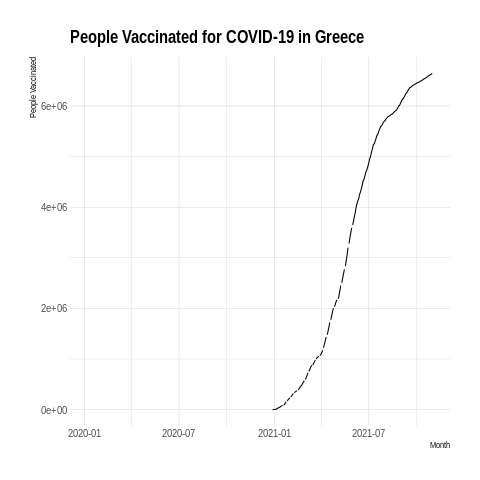 People Vaccinated for COVID-19 in Greece
People Vaccinated
6e+06
4e+06
2e+06
0e+00
2020-01 2020-07 2021-01 2021-07
Month